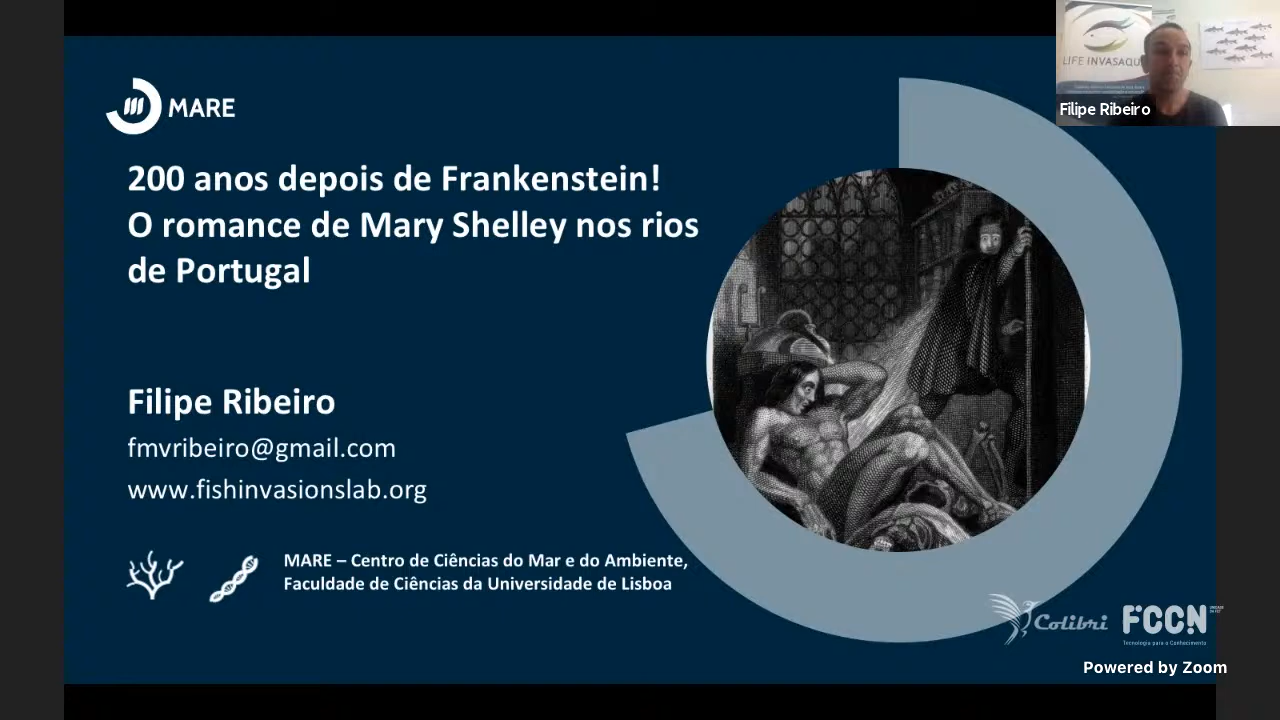 MARE
200 anos depois de Frankenstein!
O romance de Mary Shelley nos rios
de Portugal
Filipe Ribeiro
fmvribeiro@gmail.com
www.fishinvasionslab.org
MARE – Centro de Ciências do Mar e do Ambiente,
Faculdade de Ciências da Universidade de Lisboa
LIFE INVASAQU
Filipe Ribeiro
Colibri
FCCN
Tecnologia para o Conhecimento
Powered by Zoom